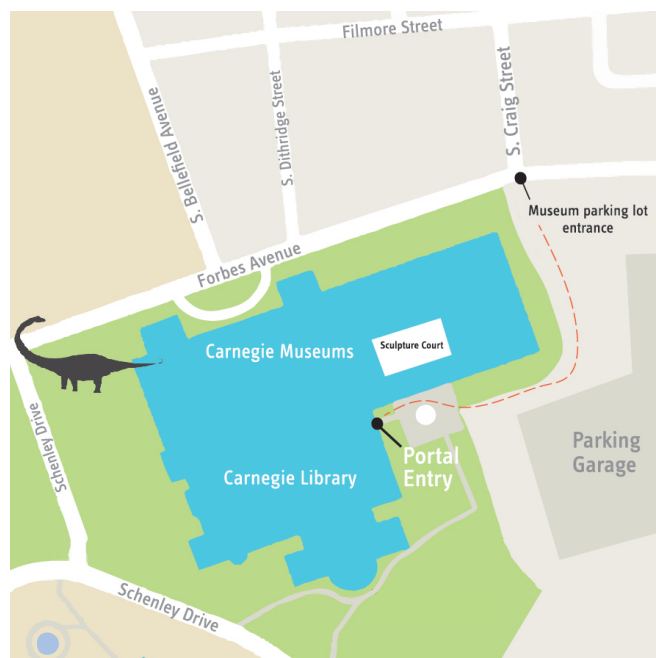 Filmore Street
S. Craig Street
S. Bellefield Avenue
S. Dithridge Street
Museum parking lot
entrance
Forbes Avenue
Carnegie Museums
Sculpture Court
Schenley Drive
Parking
Garage
Portal
Entry
Carnegie Library
Schenley Drive